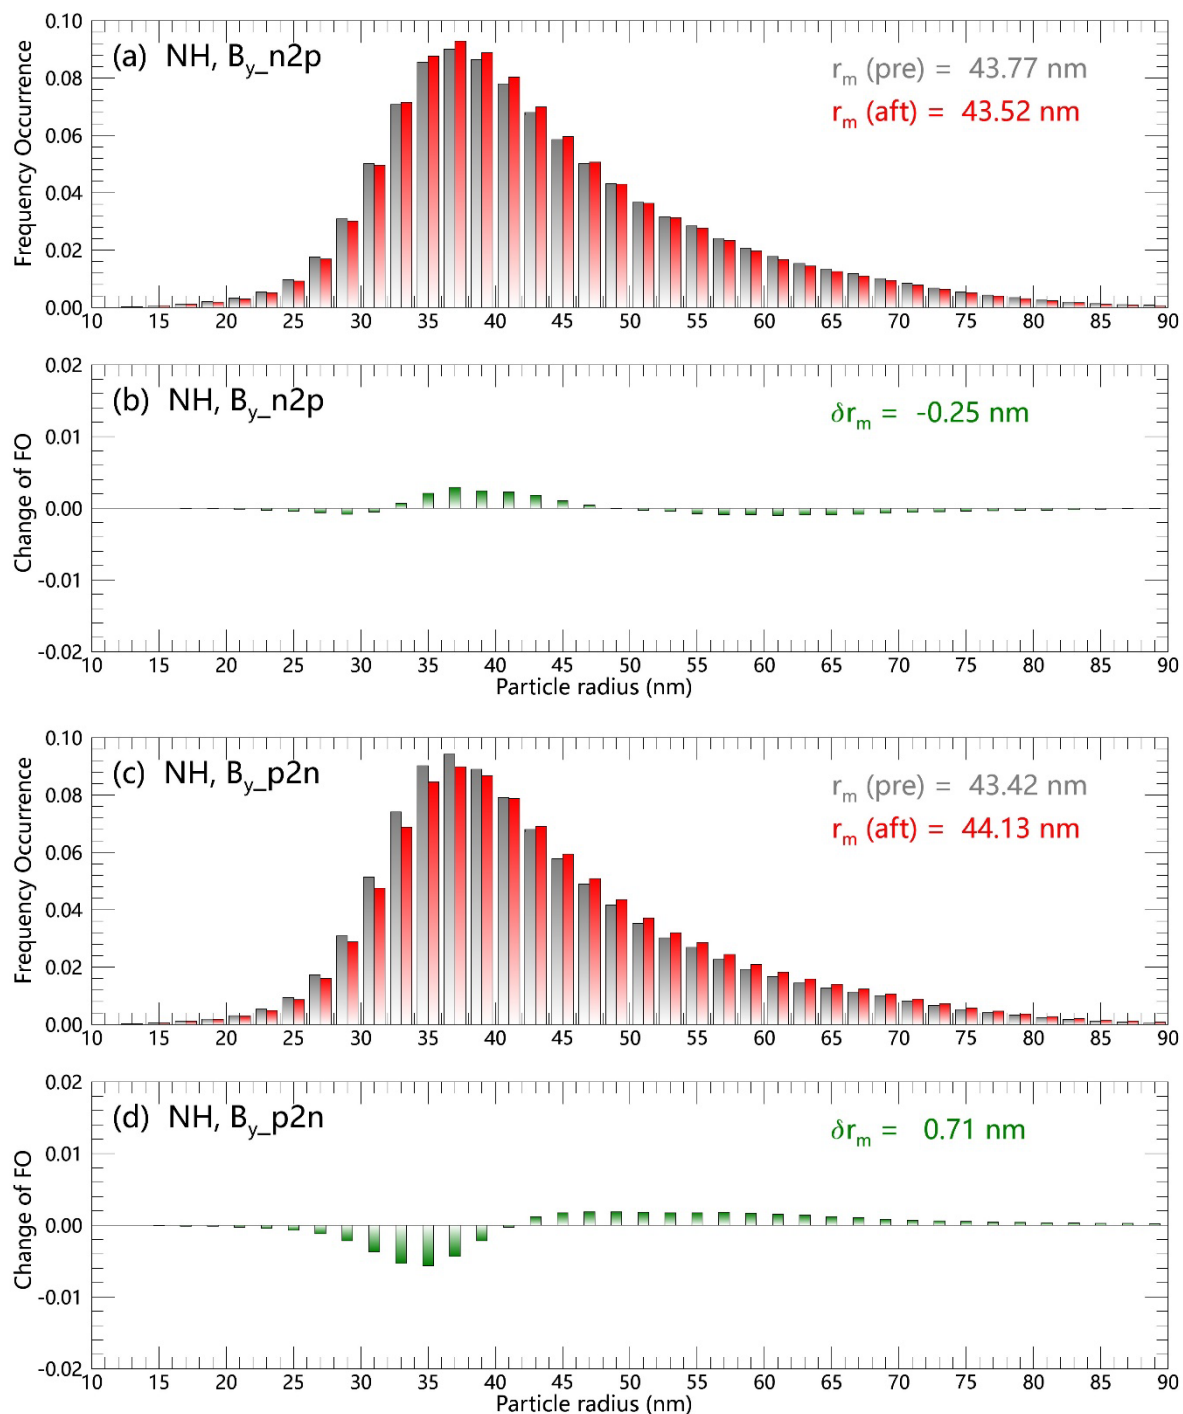 (a) NH, By_n2p
rm (pre) = 43.77 nm
rm (aft) = 43.52 nm
Frequency Occurrence
0.10
0.08
0.06
0.04
0.02
0.00
10 15 20 25 30 35 40 45 50 55 60 65 70 75 80 85 90
(b) NH, By_n2p
δrm = -0.25 nm
Change of FO
0.02
0.01
0.00
-0.01
-0.02
10 15 20 25 30 35 40 45 50 55 60 65 70 75 80 85 90
Particle radius (nm)
(c) NH, By_p2n
rm (pre) = 43.42 nm
rm (aft) = 44.13 nm
Frequency Occurrence
0.10
0.08
0.06
0.04
0.02
0.00
10 15 20 25 30 35 40 45 50 55 60 65 70 75 80 85 90
(d) NH, By_p2n
δrm = 0.71 nm
Change of FO
0.02
0.01
0.00
-0.01
-0.02
10 15 20 25 30 35 40 45 50 55 60 65 70 75 80 85 90
Particle radius (nm)